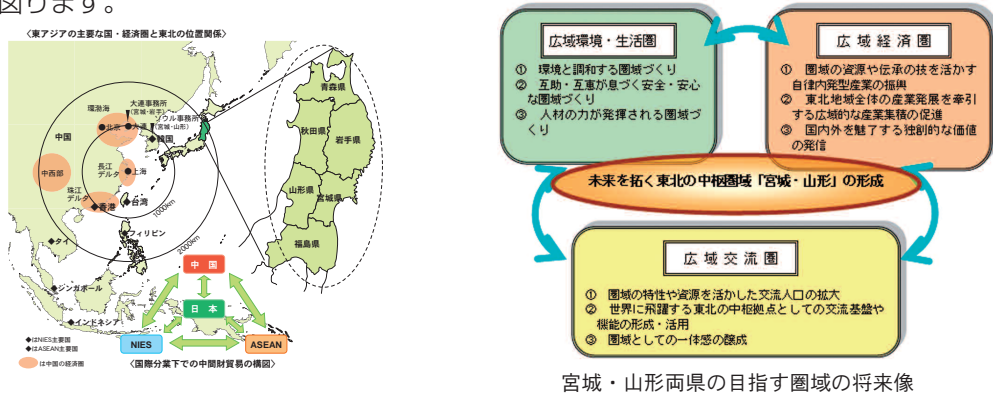 図ります。
〈東アジアの主要な国・経済圏と東北の位置関係〉
環渤海
大連事務所
(宮城・岩手)
ソウル事務所
(宮城・山形)
中国
●北京
●大連
◆韓国
中西部
長江
デルタ
●上海
珠江
デルタ
◆香港
◆台湾
1000km
2000km
◆タイ
◆フィリピン
◆シンガポール
◆インドネシア
青森県
秋田県
岩手県
山形県
宮城県
福島県
中 国
日 本
NIES
ASEAN
◆はNIES主要国
◆はASEAN主要国
は中国の経済圏
〈国際分業下での中間財貿易の構図〉
広域環境・生活圏
① 環境と調和する圏域づくり
② 互助・互恵が息づく安全・安心
な圏域づくり
③ 人材の力が発揮される圏域づ
くり
広 域 経 済 圏
① 圏域の資源や伝承の技を活かす
自律内発型産業の振興
② 東北地域全体の産業発展を牽引
する広域的な産業集積の促進
③ 国内外を魅了する独創的な価値
の発信
未来を拓く東北の中枢圏域「宮城・山形」の形成
広 域 交 流 圏
① 圏域の特性や資源を活かした交流人口の拡大
② 世界に飛躍する東北の中枢拠点としての交流基盤や
機能の形成・活用
③ 圏域としての一体感の醸成
宮城・山形両県の目指す圏域の将来像